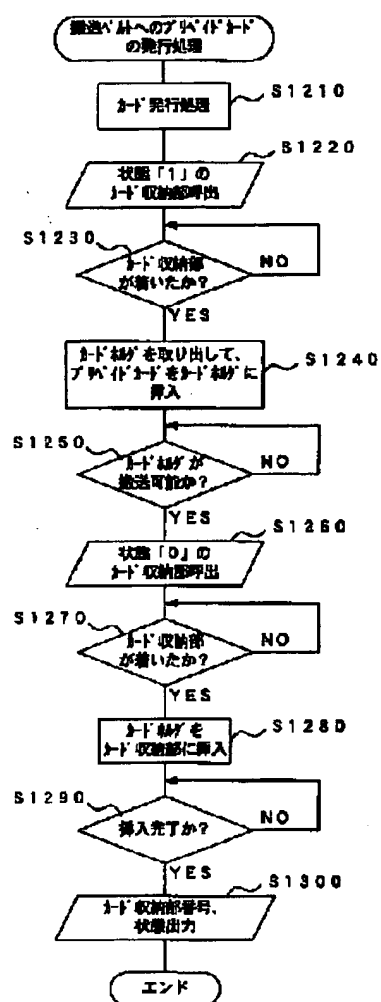 搬送ベルトへのプリペイドカード
の発行処理
カード発行処理
S1210
状態「1」の
カード収納部呼出
S1220
S1230
カード収納部
が着いたか?
NO
YES
カードホルダを取り出して、
プリペイドカードをカードホルダに
挿入
S1240
S1250
カードホルダが
搬送可能か?
NO
YES
状態「0」の
カード収納部呼出
S1260
S1270
カード収納部
が着いたか?
NO
YES
カードホルダを
カード収納部に挿入
S1280
S1290
挿入完了か?
NO
YES
カード収納部番号、
状態出力
S1300
エンド